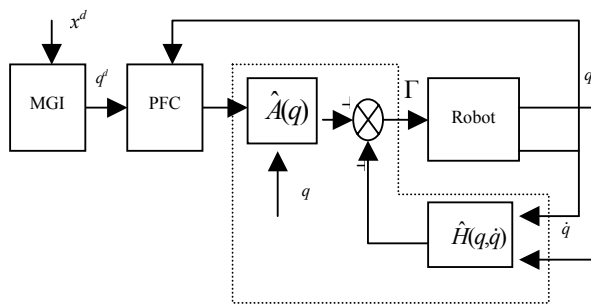 x^d
MGI
q^d
PFC
Â(q)
q
Γ
Robot
q
Ĥ(q,q̇)
q̇